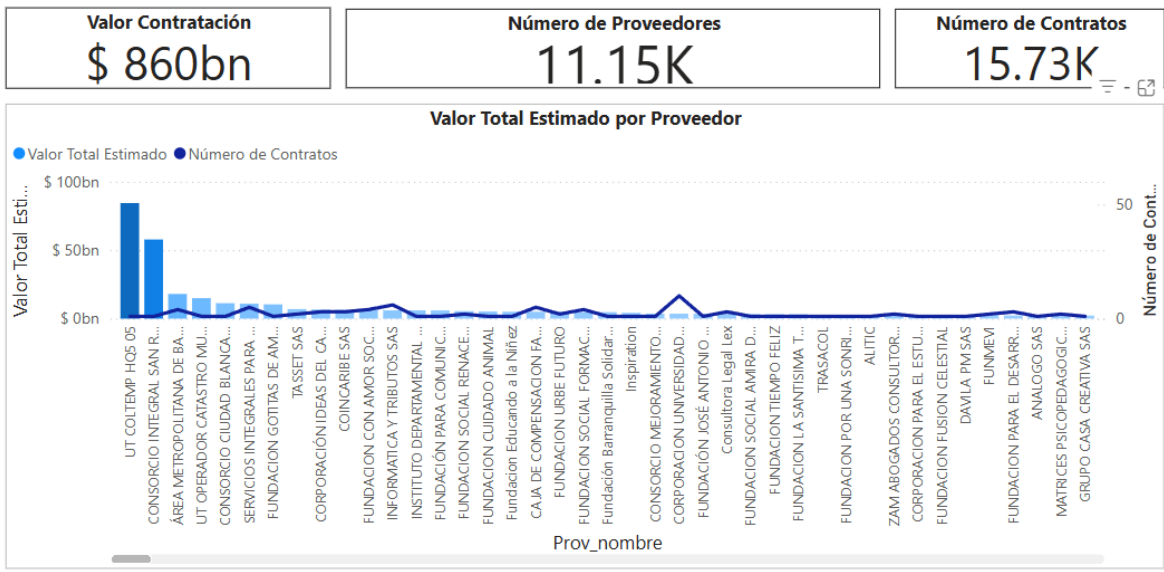 Valor Contratación
$ 860bn
Número de Proveedores
11.15K
Número de Contratos
15.73K
Valor Total Estimado por Proveedor
Valor Total Estimado
Número de Contratos
Valor Total Esti...
$ 100bn
$ 50bn
$ 0bn
50
0
Número de Cont...
UT COLTEMP HQ5 05
CONSORCIO INTEGRAL SAN R...
ÁREA METROPOLITANA DE BA...
UT OPERADOR CATASTRO MU...
CONSORCIO CIUDAD BLANCA...
SERVICIOS INTEGRALES PARA ...
FUNDACION GOTITAS DE AM...
TASSET SAS
CORPORACIÓN IDEAS DEL CA...
COINCARIBE SAS
FUNDACION CON AMOR SOC...
INFORMATICA Y TRIBUTOS SAS
INSTITUTO DEPARTAMENTAL ...
FUNDACIÓN PARA COMUNIC...
FUNDACION SOCIAL RENACE...
FUNDACION CUIDADO ANIMAL
Fundacion Educando a la Niñez
CAJA DE COMPENSACION FA...
FUNDACION URBE FUTURO
FUNDACION SOCIAL FORMAC...
Fundación Barranquilla Solidar...
Inspiration
CONSORCIO MEJORAMIENTO...
CORPORACION UNIVERSIDAD...
FUNDACIÓN JOSÉ ANTONIO ...
Consultora Legal Lex
FUNDACION SOCIAL AMIRA D...
FUNDACION TIEMPO FELIZ
FUNDACION LA SANTISIMA T...
TRASACOL
FUNDACION POR UNA SONRI...
ALITIC
ZAM ABOGADOS CONSULTOR...
CORPORACION PARA EL ESTU...
FUNDACION FUSION CELESTIAL
DAVILA PM SAS
FUNMEVI
FUNDACION PARA EL DESARR...
ANALOGO SAS
MATRICES PSICOPEDAGOGIC...
GRUPO CASA CREATIVA SAS
Prov_nombre